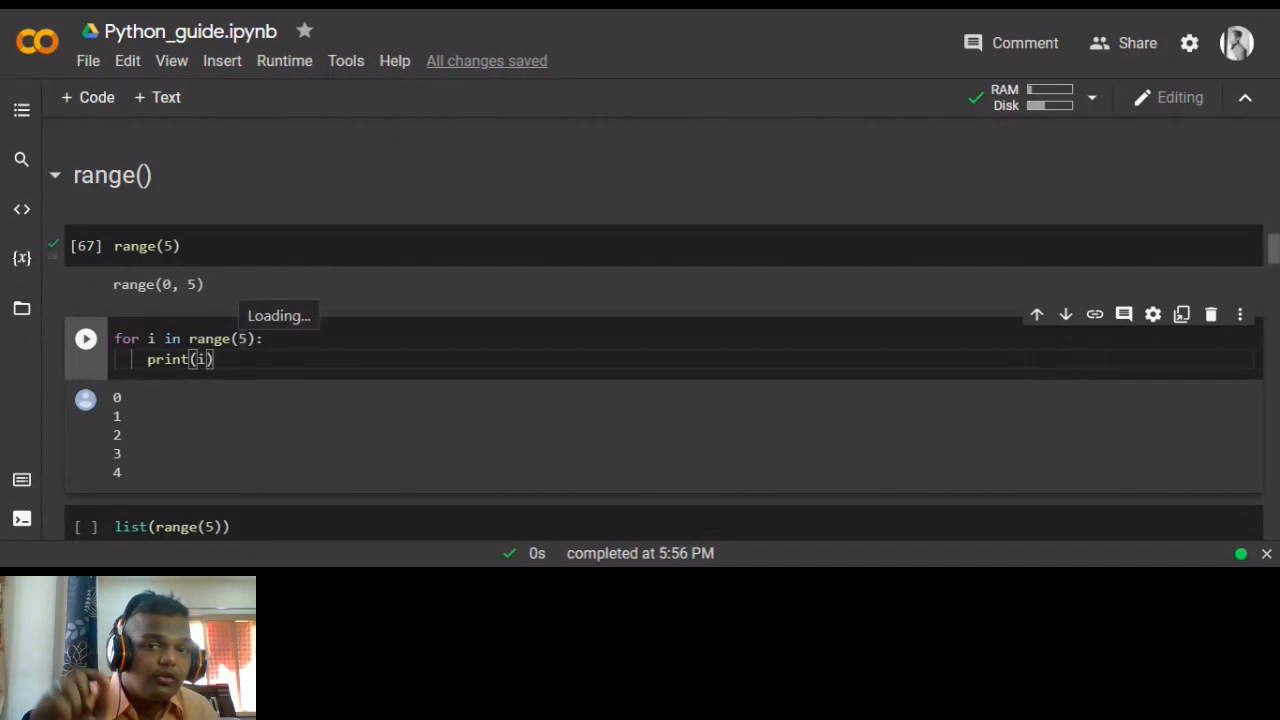 Python_guide.ipynb
File Edit View Insert Runtime Tools Help All changes saved
Comment Share
+ Code + Text
RAM
Disk
Editing
range()
[67] range(5)
0s
range(0, 5)
Loading...
for i in range(5):
print(i)
0
1
2
3
4
[ ] list(range(5))
0s completed at 5:56 PM